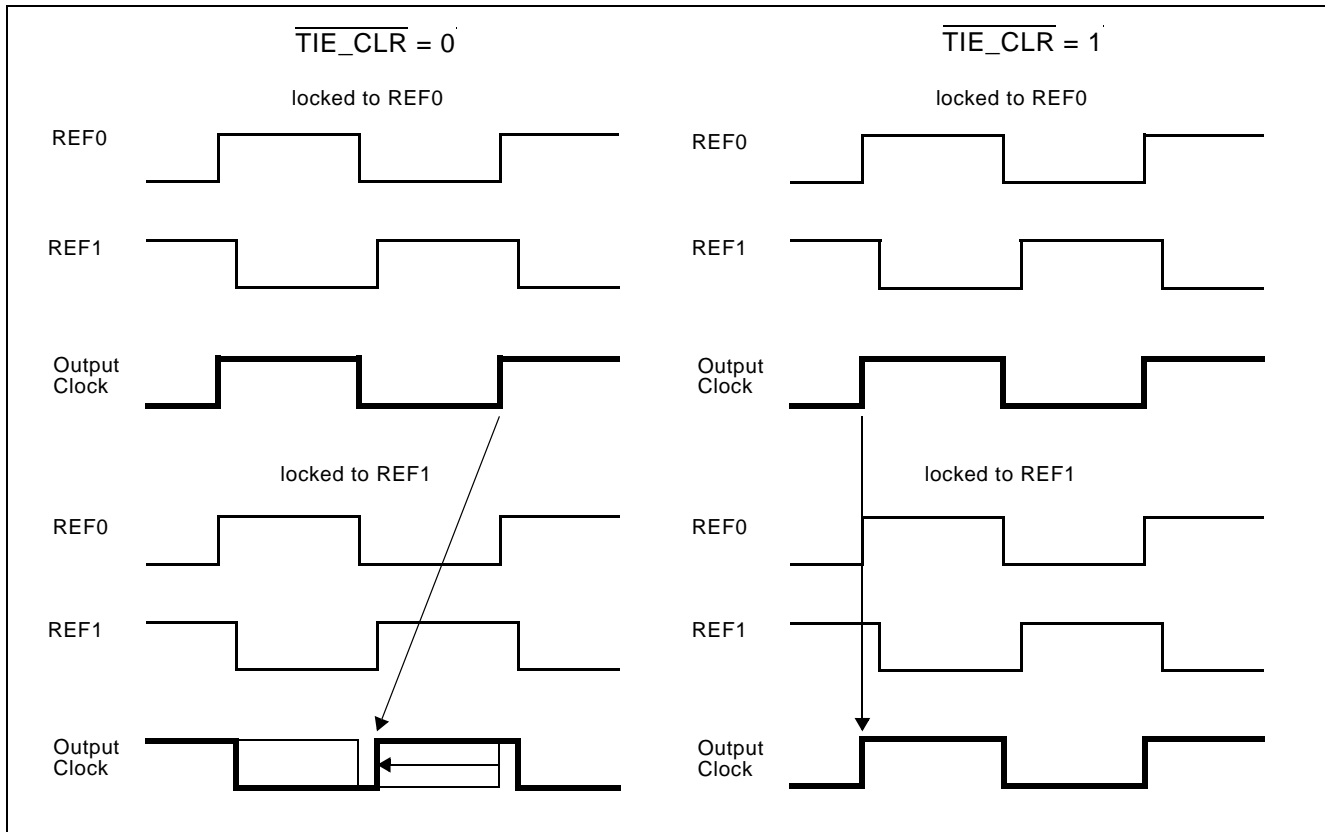 TIE_CLR = 0
locked to REF0
REF0
REF1
Output
Clock
locked to REF1
REF0
REF1
Output
Clock
TIE_CLR = 1
locked to REF0
REF0
REF1
Output
Clock
locked to REF1
REF0
REF1
Output
Clock